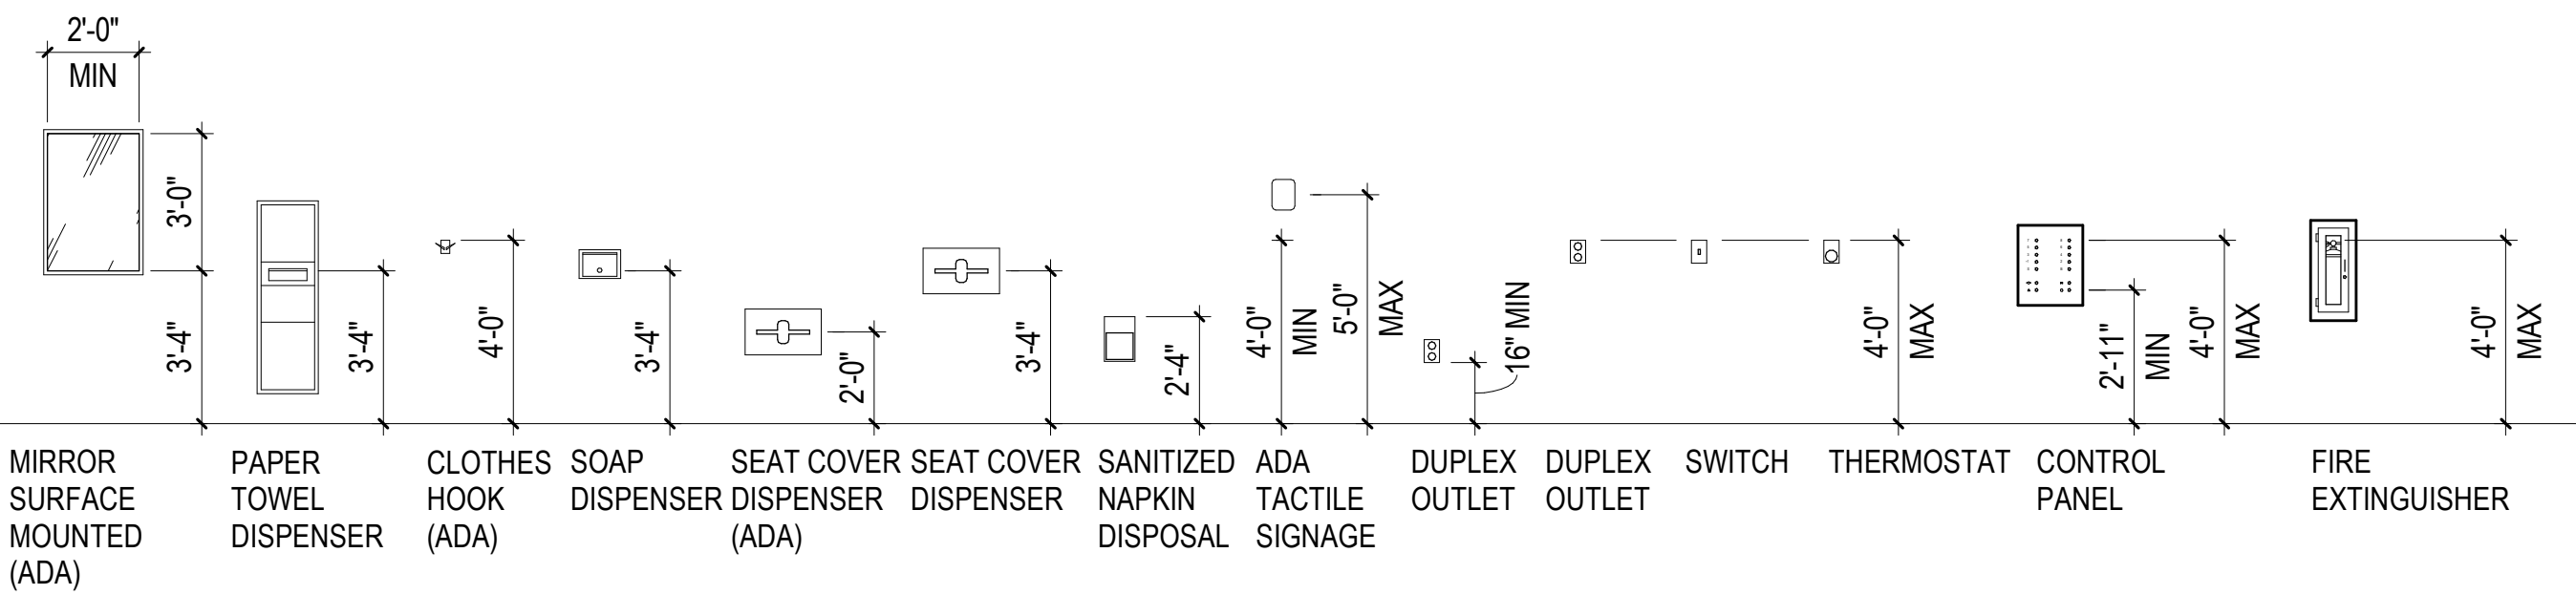 2'-0"
MIN
3'-0"
3'-4"
3'-4"
4'-0"
3'-4"
2'-0"
3'-4"
2'-4"
4'-0"
MIN
5'-0"
MAX
16" MIN
4'-0"
MAX
2'-11"
MIN
4'-0"
MAX
4'-0"
MAX
MIRROR
SURFACE
MOUNTED
(ADA)
PAPER
TOWEL
DISPENSER
CLOTHES
HOOK
(ADA)
SOAP
DISPENSER
SEAT COVER
DISPENSER
(ADA)
SEAT COVER
DISPENSER
SANITIZED
NAPKIN
DISPOSAL
ADA
TACTILE
SIGNAGE
DUPLEX
OUTLET
DUPLEX
OUTLET
SWITCH
THERMOSTAT
CONTROL
PANEL
FIRE
EXTINGUISHER